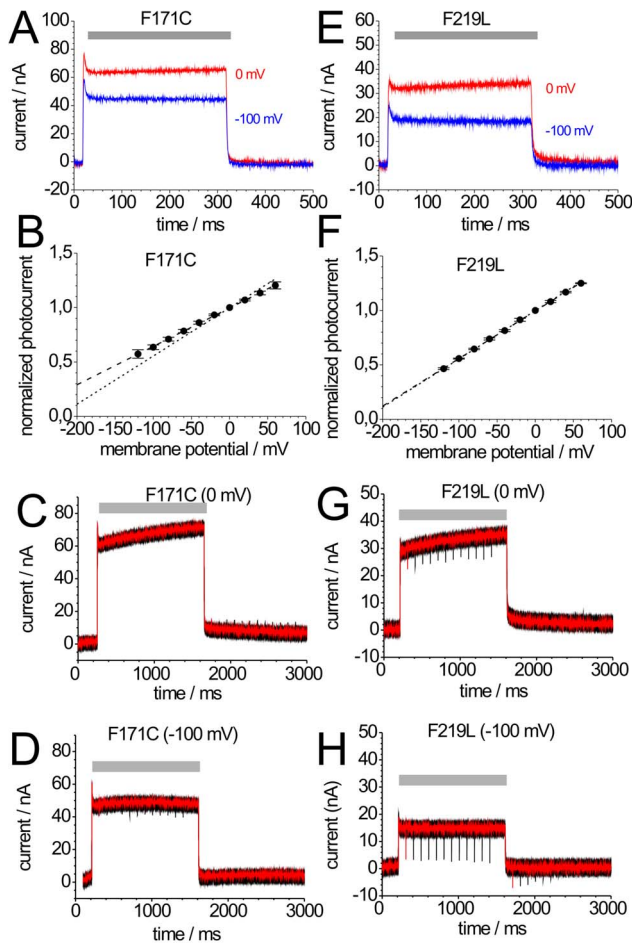 A
F171C
current / nA
80
60
40
20
0
-20
0 mV
-100 mV
0 100 200 300 400 500
time / ms
E
F219L
current / nA
60
50
40
30
20
10
0
-10
0 mV
-100 mV
0 100 200 300 400 500
time / ms
B
F171C
normalized photocurrent
1,5
1,0
0,5
0,0
-200 -150 -100 -50 0 50 100
membrane potential / mV
F
F219L
normalized photocurrent
1,5
1,0
0,5
0,0
-200 -150 -100 -50 0 50 100
membrane potential / mV
C
F171C (0 mV)
current / nA
80
60
40
20
0
0 1000 2000 3000
time / ms
G
F219L (0 mV)
current / nA
50
40
30
20
10
0
-10
0 1000 2000 3000
time / ms
D
F171C (-100 mV)
current / nA
80
60
40
20
0
0 1000 2000 3000
time / ms
H
F219L (-100 mV)
current (nA)
50
40
30
20
10
0
-10
0 1000 2000 3000
time / ms